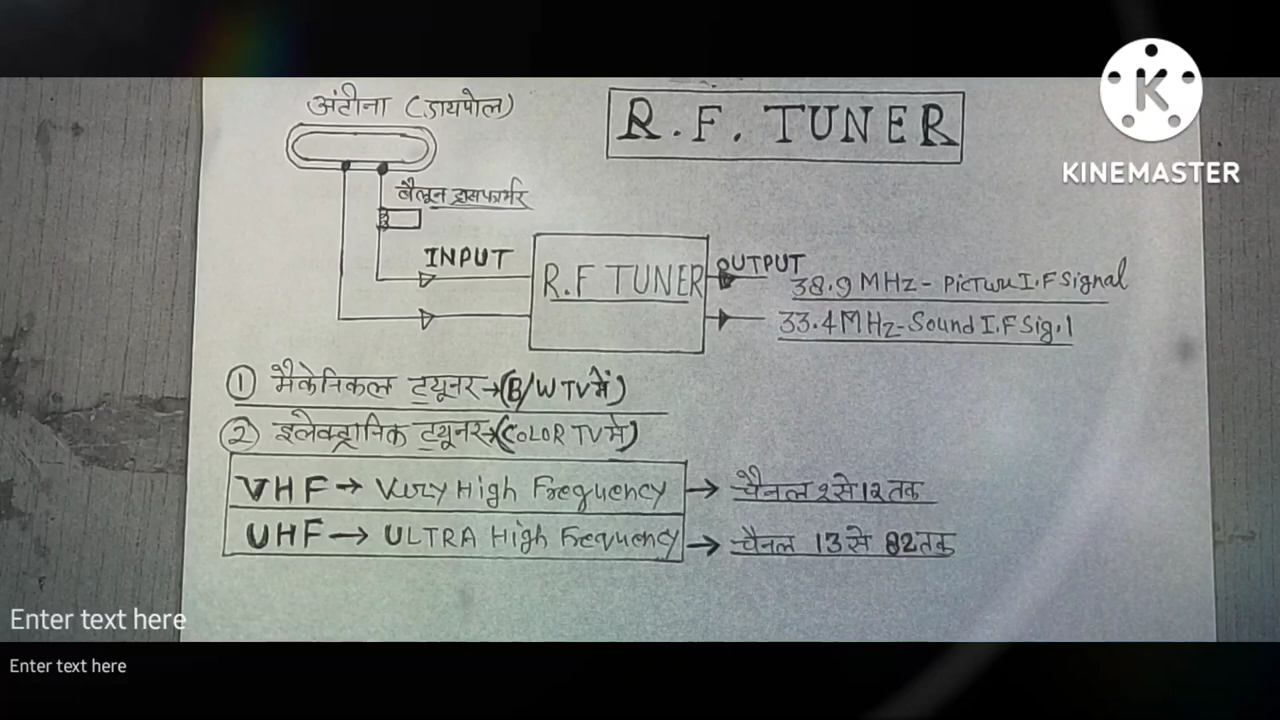 अंटीना (डायपोल)
R.F. TUNER
KINEMASTER
बैलून ट्रासफार्मर
INPUT
R.F TUNER
OUTPUT
38.9 MHz - Picture I.F Signal
33.4 MHz - Sound I.F Sig.l
① मैकेनिकल ट्यूनर → (B/W TV में)
② इलेक्ट्रानिक ट्यूनर → (COLOR TV मे)
VHF → Very High Frequency → चैनल 2 से 12 तक
UHF → ULTRA High Frequency → चैनल 13 से 82 तक
Enter text here
Enter text here